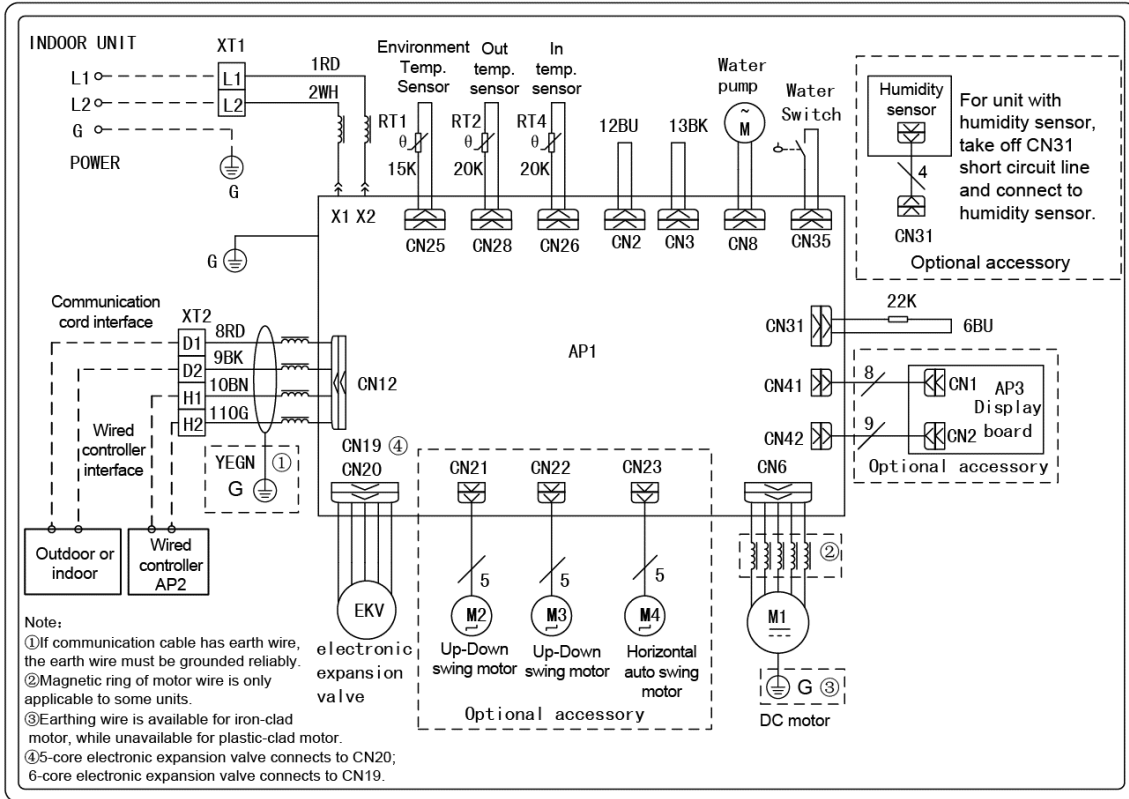 INDOOR UNIT
XT1
L1
L2
G
POWER
L1
L2
1RD
2WH
G
Environment
Temp.
Sensor
RT1
θ
15K
Out
temp.
sensor
RT2
θ
20K
In
temp.
sensor
RT4
θ
20K
12BU
13BK
Water
pump
~
M
Water
Switch
Humidity
sensor
4
CN31
For unit with
humidity sensor,
take off CN31
short circuit line
and connect to
humidity sensor.
Optional accessory
X1 X2
CN25
CN28
CN26
CN2
CN3
CN8
CN35
G
Communication
cord interface
XT2
D1
D2
H1
H2
8RD
9BK
10BN
11OG
CN12
Wired
controller
interface
YEGN ①
G
AP1
CN31
22K
6BU
CN41
8
CN1
CN42
9
CN2
AP3
Display
board
Optional accessory
CN19 ④
CN20
CN21
CN22
CN23
CN6
Outdoor or
indoor
Wired
controller
AP2
EKV
electronic
expansion
valve
5
M2
Up-Down
swing motor
5
M3
Up-Down
swing motor
5
M4
Horizontal
auto swing
motor
Optional accessory
②
M1
G ③
DC motor
Note:
①If communication cable has earth wire,
the earth wire must be grounded reliably.
②Magnetic ring of motor wire is only
applicable to some units.
③Earthing wire is available for iron-clad
motor, while unavailable for plastic-clad motor.
④5-core electronic expansion valve connects to CN20;
6-core electronic expansion valve connects to CN19.